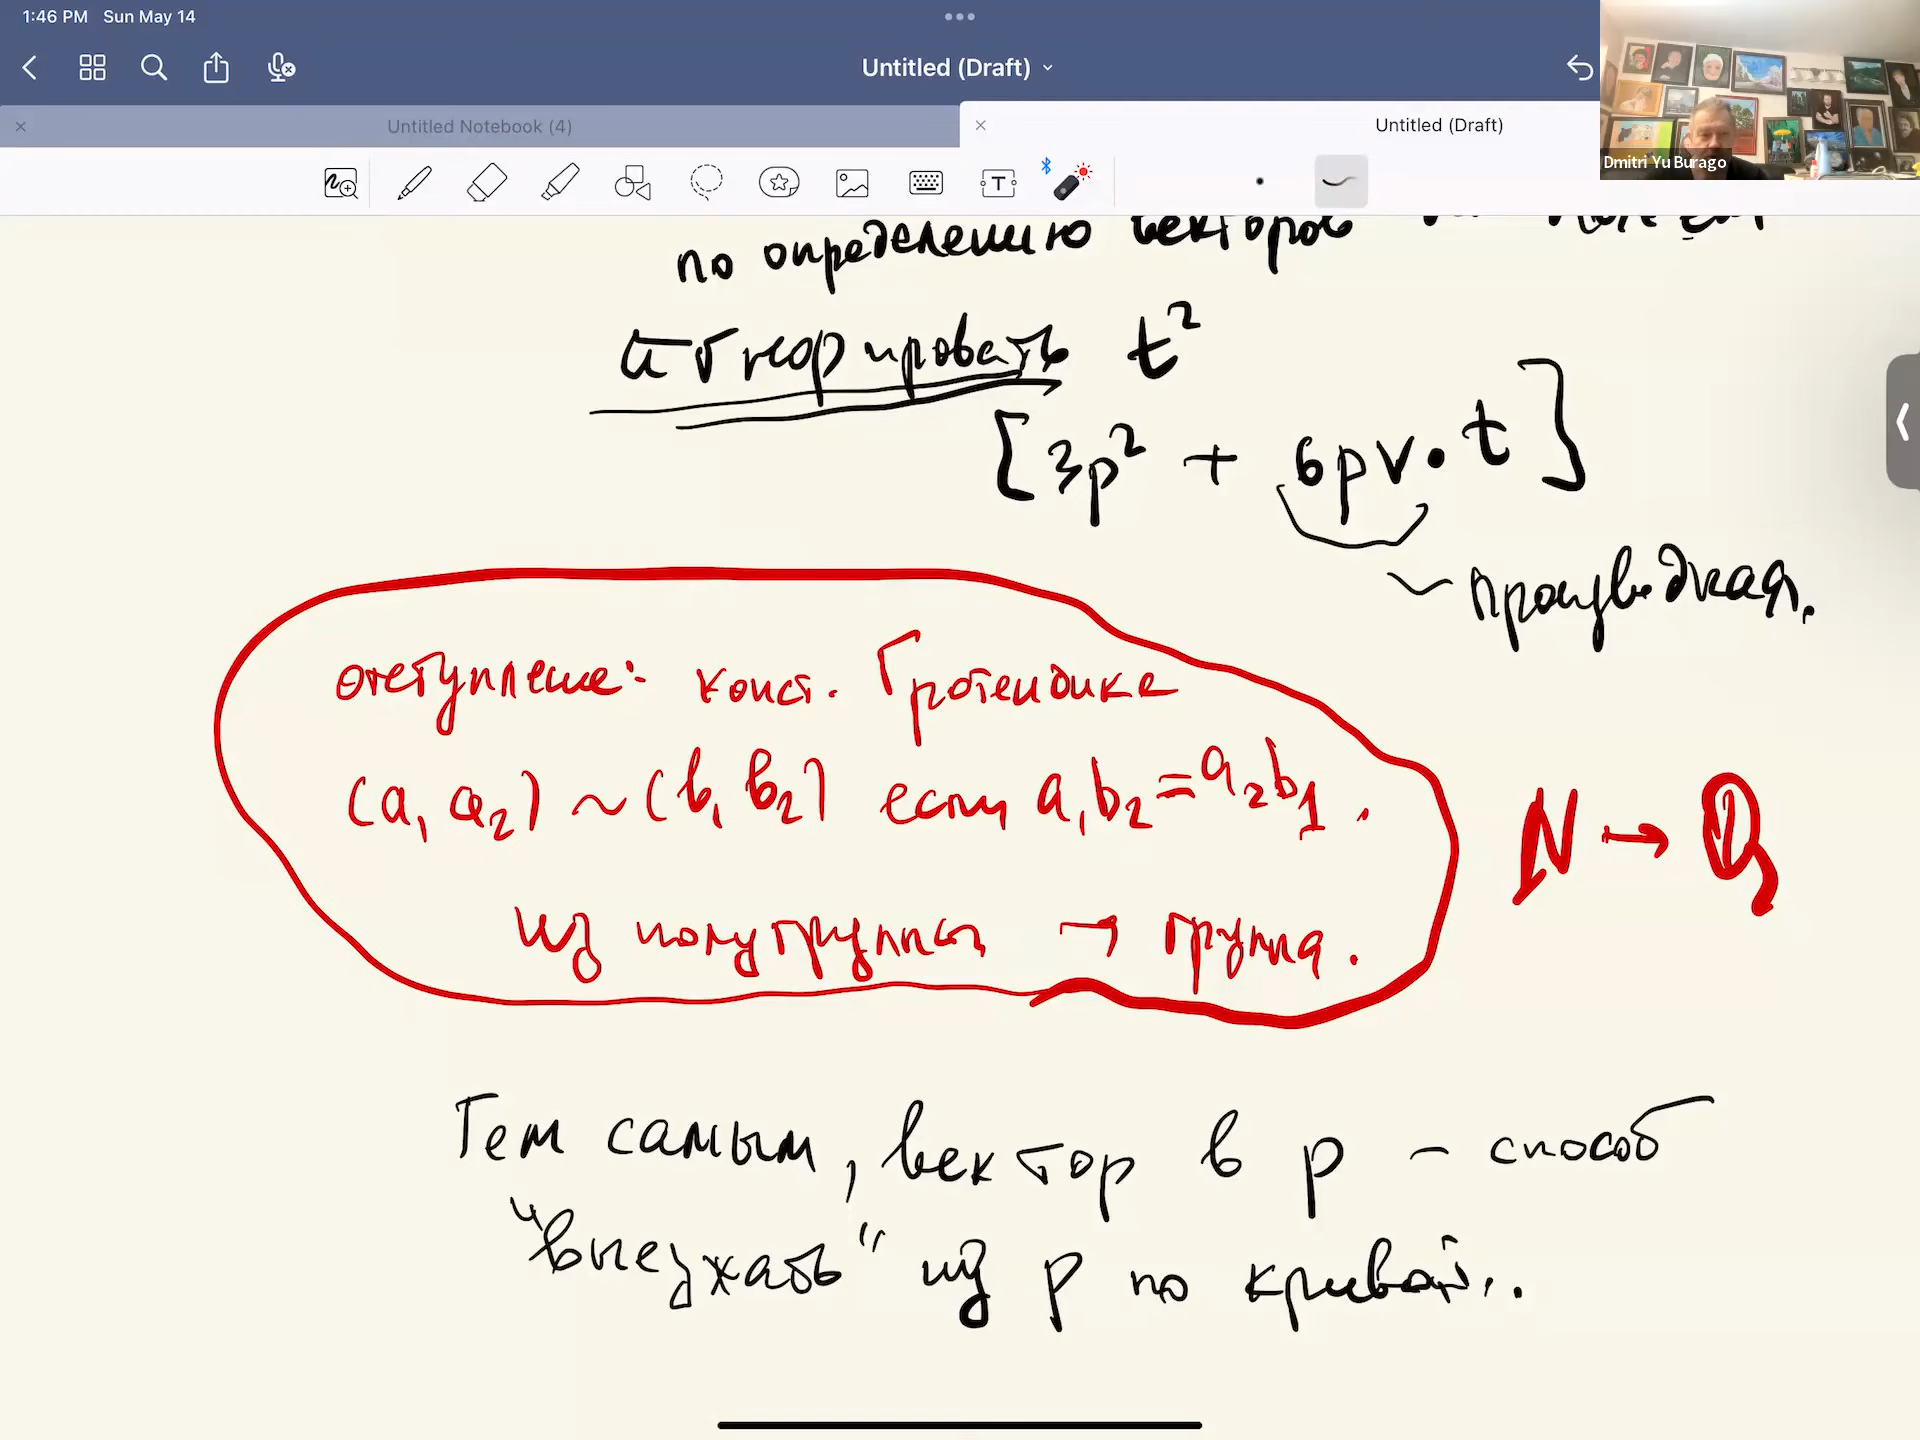 1:46 PM Sun May 14
Untitled (Draft)
Untitled Notebook (4)
Untitled (Draft)
Dmitri Yu Burago
по определению векторов
игнорировать t²
[3p² + 6pv·t]
~ производная.
отступление: конст. Гротендика
(a₁ a₂) ~ (b₁ b₂) если a₁b₂ = a₂b₁.
N → Q
из полугруппы → группа.
Тем самым, вектор в p – способ
"выезжать" из p по кривой..